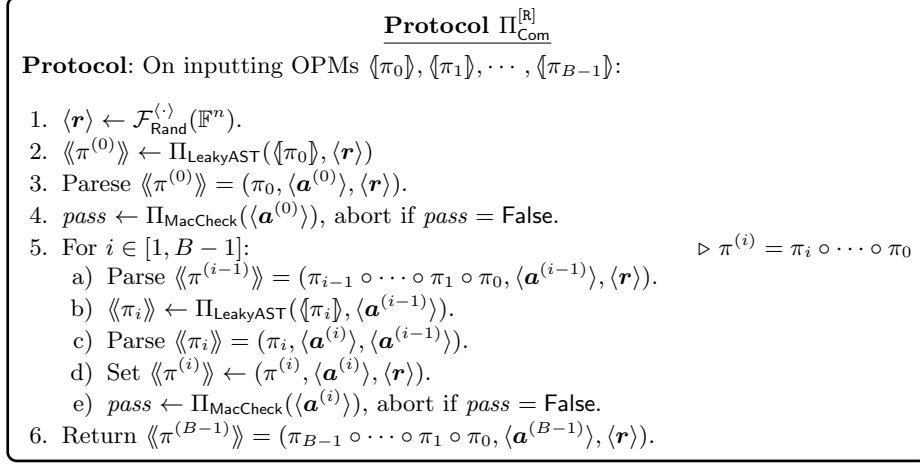 Protocol Π_Com^[R]
Protocol: On inputting OPMs ⦃π_0⦄, ⦃π_1⦄, ⋯ , ⦃π_{B−1}⦄:
1. ⟨r⟩ ← F_Rand^⟨·⟩(𝔽^n).
2. ⟪π^(0)⟫ ← Π_LeakyAST(⦃π_0⦄, ⟨r⟩)
3. Parese ⟪π^(0)⟫ = (π_0, ⟨a^(0)⟩, ⟨r⟩).
4. pass ← Π_MacCheck(⟨a^(0)⟩), abort if pass = False.
5. For i ∈ [1, B − 1]: ▷ π^(i) = π_i ∘ ⋯ ∘ π_0
a) Parse ⟪π^(i−1)⟫ = (π_{i−1} ∘ ⋯ ∘ π_1 ∘ π_0, ⟨a^(i−1)⟩, ⟨r⟩).
b) ⟪π_i⟫ ← Π_LeakyAST(⦃π_i⦄, ⟨a^(i−1)⟩).
c) Parse ⟪π_i⟫ = (π_i, ⟨a^(i)⟩, ⟨a^(i−1)⟩).
d) Set ⟪π^(i)⟫ ← (π^(i), ⟨a^(i)⟩, ⟨r⟩).
e) pass ← Π_MacCheck(⟨a^(i)⟩), abort if pass = False.
6. Return ⟪π^(B−1)⟫ = (π_{B−1} ∘ ⋯ ∘ π_1 ∘ π_0, ⟨a^(B−1)⟩, ⟨r⟩).